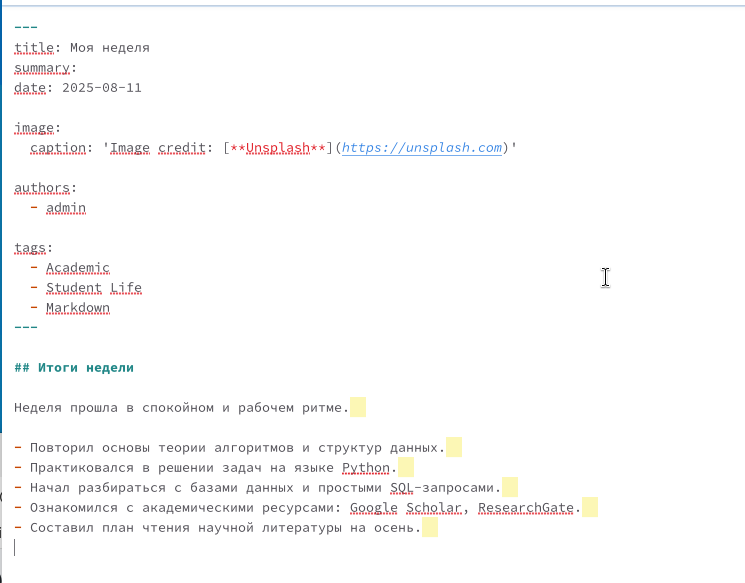 ---
title: Моя неделя
summary:
date: 2025-08-11
image:
  caption: 'Image credit: [**Unsplash**](https://unsplash.com)'
authors:
  - admin
tags:
  - Academic
  - Student Life
  - Markdown
---
## Итоги недели
Неделя прошла в спокойном и рабочем ритме.
- Повторил основы теории алгоритмов и структур данных.
- Практиковался в решении задач на языке Python.
- Начал разбираться с базами данных и простыми SQL-запросами.
- Ознакомился с академическими ресурсами: Google Scholar, ResearchGate.
- Составил план чтения научной литературы на осень.